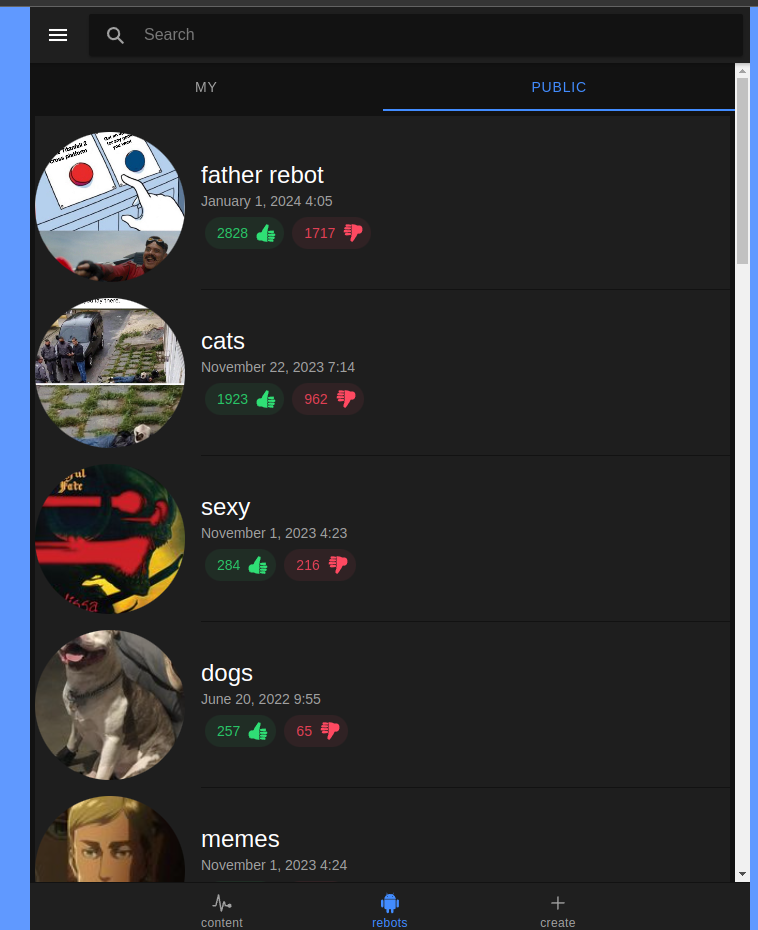 Search
MY
PUBLIC
father rebot
January 1, 2024 4:05
2828
1717
cats
November 22, 2023 7:14
1923
962
sexy
November 1, 2023 4:23
284
216
dogs
June 20, 2022 9:55
257
65
memes
November 1, 2023 4:24
content
rebots
create